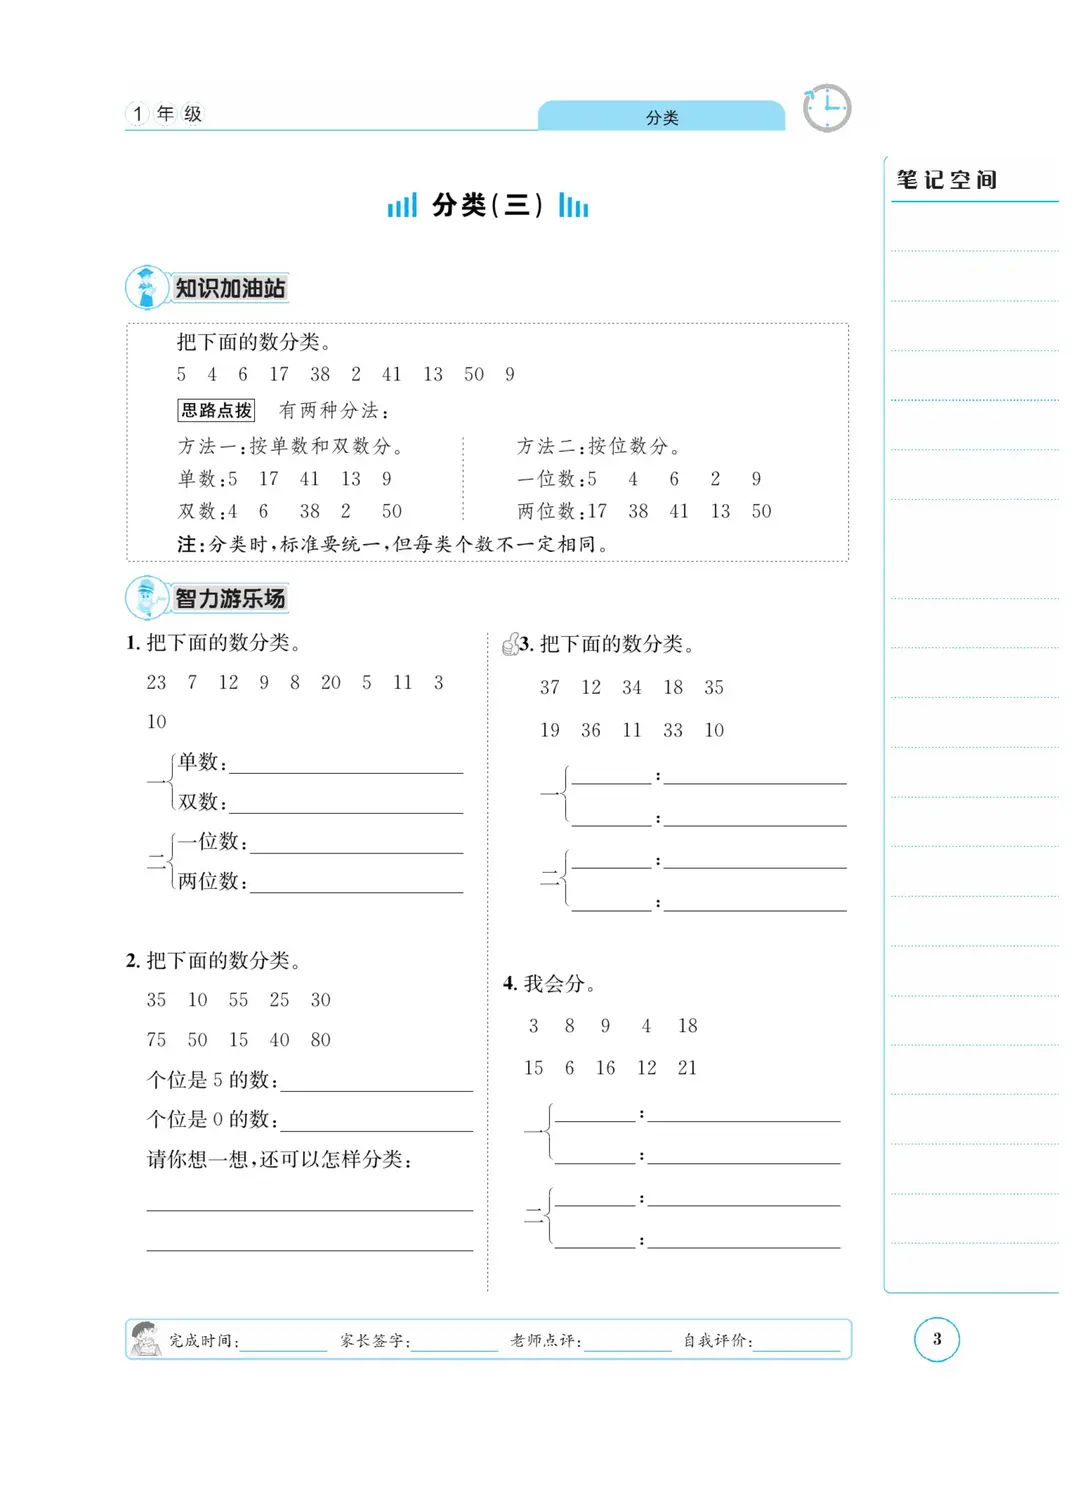 1年级
分类
笔记空间
分类(三)
知识加油站
把下面的数分类。
5 4 6 17 38 2 41 13 50 9
思路点拨 有两种分法:
方法一:按单数和双数分。
单数:5 17 41 13 9
双数:4 6 38 2 50
方法二:按位数分。
一位数:5 4 6 2 9
两位数:17 38 41 13 50
注:分类时,标准要统一,但每类个数不一定相同。
智力游乐场
1. 把下面的数分类。
23 7 12 9 8 20 5 11 3
10
一
单数:
双数:
二
一位数:
两位数:
2. 把下面的数分类。
35 10 55 25 30
75 50 15 40 80
个位是 5 的数:
个位是 0 的数:
请你想一想,还可以怎样分类:
3. 把下面的数分类。
37 12 34 18 35
19 36 11 33 10
一
:
:
二
:
:
4. 我会分。
3 8 9 4 18
15 6 16 12 21
一
:
:
二
:
:
完成时间: 家长签字: 老师点评: 自我评价:
3